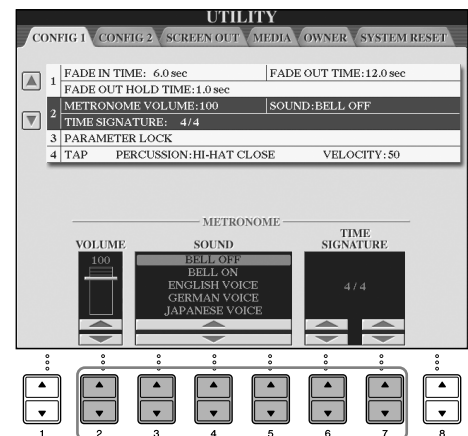 UTILITY
CONFIG 1 CONFIG 2 SCREEN OUT MEDIA OWNER SYSTEM RESET
1 FADE IN TIME: 6.0 sec FADE OUT TIME:12.0 sec
FADE OUT HOLD TIME:1.0 sec
2 METRONOME VOLUME:100 SOUND:BELL OFF
TIME SIGNATURE: 4/4
3 PARAMETER LOCK
4 TAP PERCUSSION:HI-HAT CLOSE VELOCITY:50
METRONOME
VOLUME SOUND TIME SIGNATURE
100
BELL OFF
BELL ON
ENGLISH VOICE
GERMAN VOICE
JAPANESE VOICE
4/4
1 2 3 4 5 6 7 8